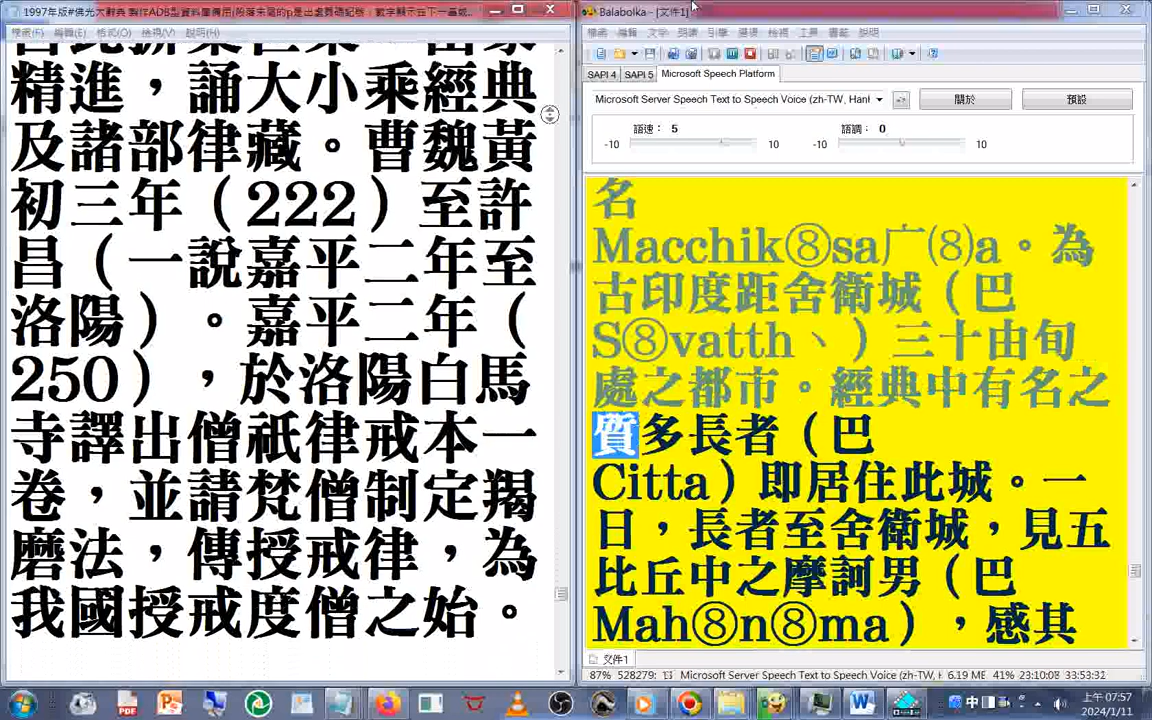 1997年版#佛光大辭典
Balabolka - [文件1]
檔案(F) 編輯(E) 格式(O) 檢視(V) 說明(H)
精進，誦大小乘經典
及諸部律藏。曹魏黃
初三年（222）至許
昌（一說嘉平二年至
洛陽）。嘉平二年（
250），於洛陽白馬
寺譯出僧祇律戒本一
卷，並請梵僧制定羯
磨法，傳授戒律，為
我國授戒度僧之始。
SAPI 4 SAPI 5 Microsoft Speech Platform
Microsoft Server Speech Text to Speech Voice (zh-TW, Hanl
關於 預設
語速： 5 語調： 0
-10 10 -10 10
名
Macchik⑧sa广⑻a。為
古印度距舍衛城（巴
S⑧vatth、）三十由旬
處之都市。經典中有名之
質多長者（巴
Citta）即居住此城。一
日，長者至舍衛城，見五
比丘中之摩訶男（巴
Mah⑧n⑧ma），感其
文件1
87% 528279: Microsoft Server Speech Text to Speech Voice (zh-TW, H 6.19 ME 41% 23:10:08 33:53:32
上午 07:57
2024/1/11